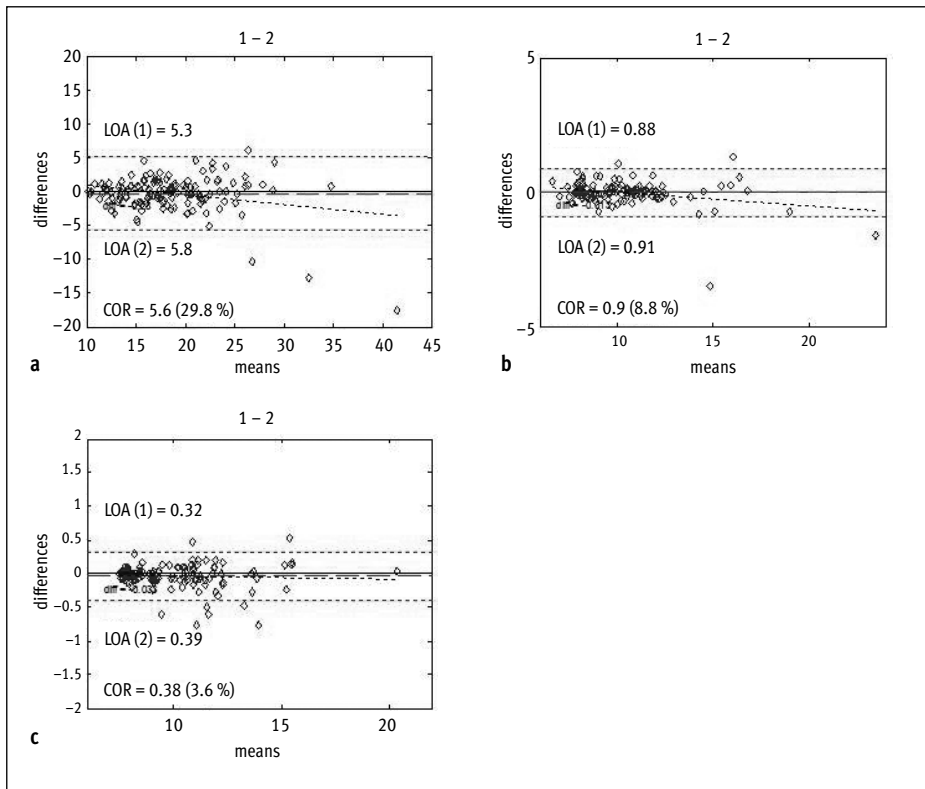 1 – 2
20
15
10
LOA (1) = 5.3
5
0
–5
LOA (2) = 5.8
–10
–15
COR = 5.6 (29.8 %)
–20
10 15 20 25 30 35 40 45
differences
means
a
1 – 2
5
LOA (1) = 0.88
0
LOA (2) = 0.91
COR = 0.9 (8.8 %)
–5
10 15 20
differences
means
b
1 – 2
2
1.5
1
LOA (1) = 0.32
0.5
0
–0.5
LOA (2) = 0.39
–1
–1.5
COR = 0.38 (3.6 %)
–2
10 15 20
differences
means
c